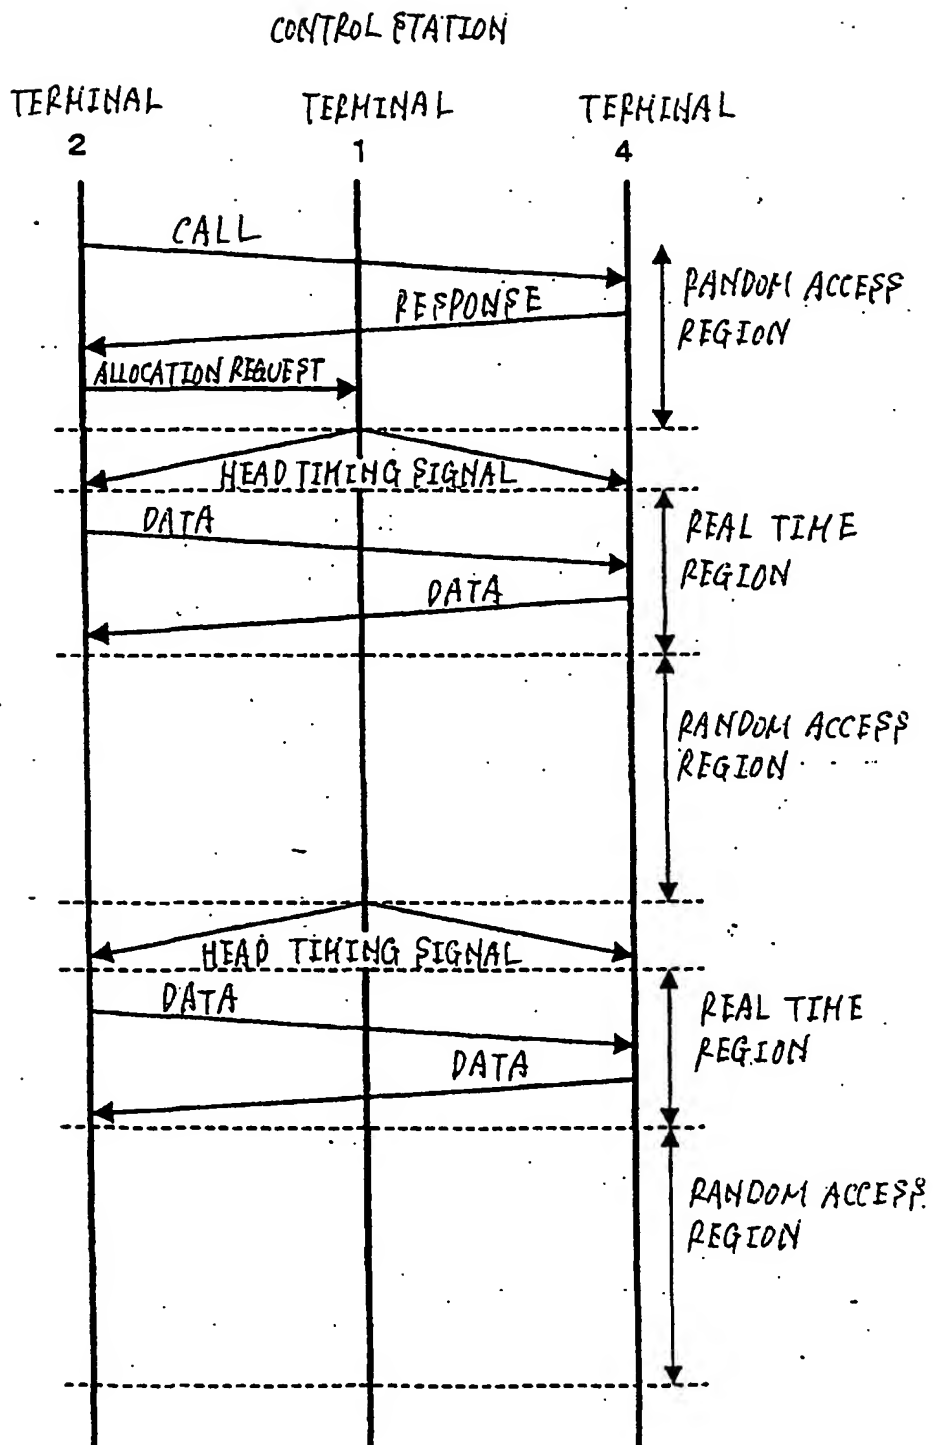 CONTROL STATION
TERMINAL TERMINAL TERMINAL
2 1 4
CALL
RESPONSE
RANDOM ACCESS
REGION
ALLOCATION REQUEST
HEAD TIMING SIGNAL
DATA
REAL TIME
REGION
DATA
RANDOM ACCESS
REGION
HEAD TIMING SIGNAL
DATA
REAL TIME
REGION
DATA
RANDOM ACCESS
REGION